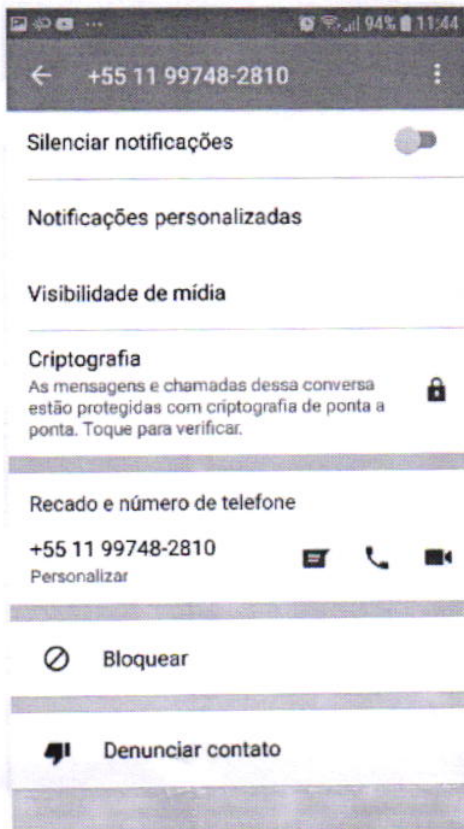 94% 11:44
+55 11 99748-2810
Silenciar notificações
Notificações personalizadas
Visibilidade de mídia
Criptografia
As mensagens e chamadas dessa conversa
estão protegidas com criptografia de ponta a
ponta. Toque para verificar.
Recado e número de telefone
+55 11 99748-2810
Personalizar
Bloquear
Denunciar contato